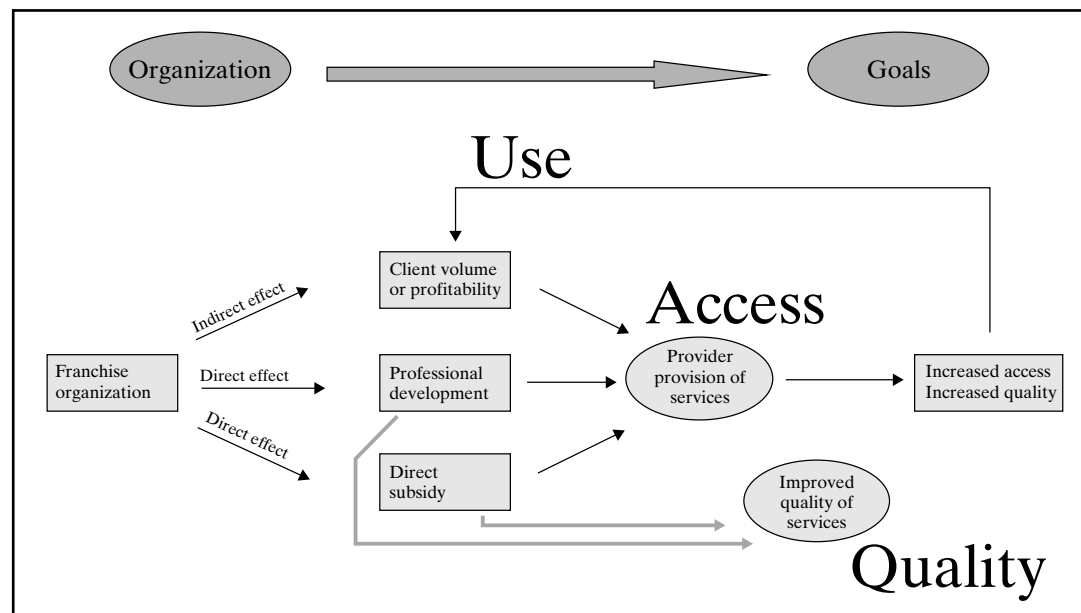 Organization
Goals
Use
Client volume
or profitability
Indirect effect
Access
Franchise
organization
Direct effect
Professional
development
Provider
provision of
services
Increased access
Increased quality
Direct effect
Direct
subsidy
Improved
quality of
services
Quality